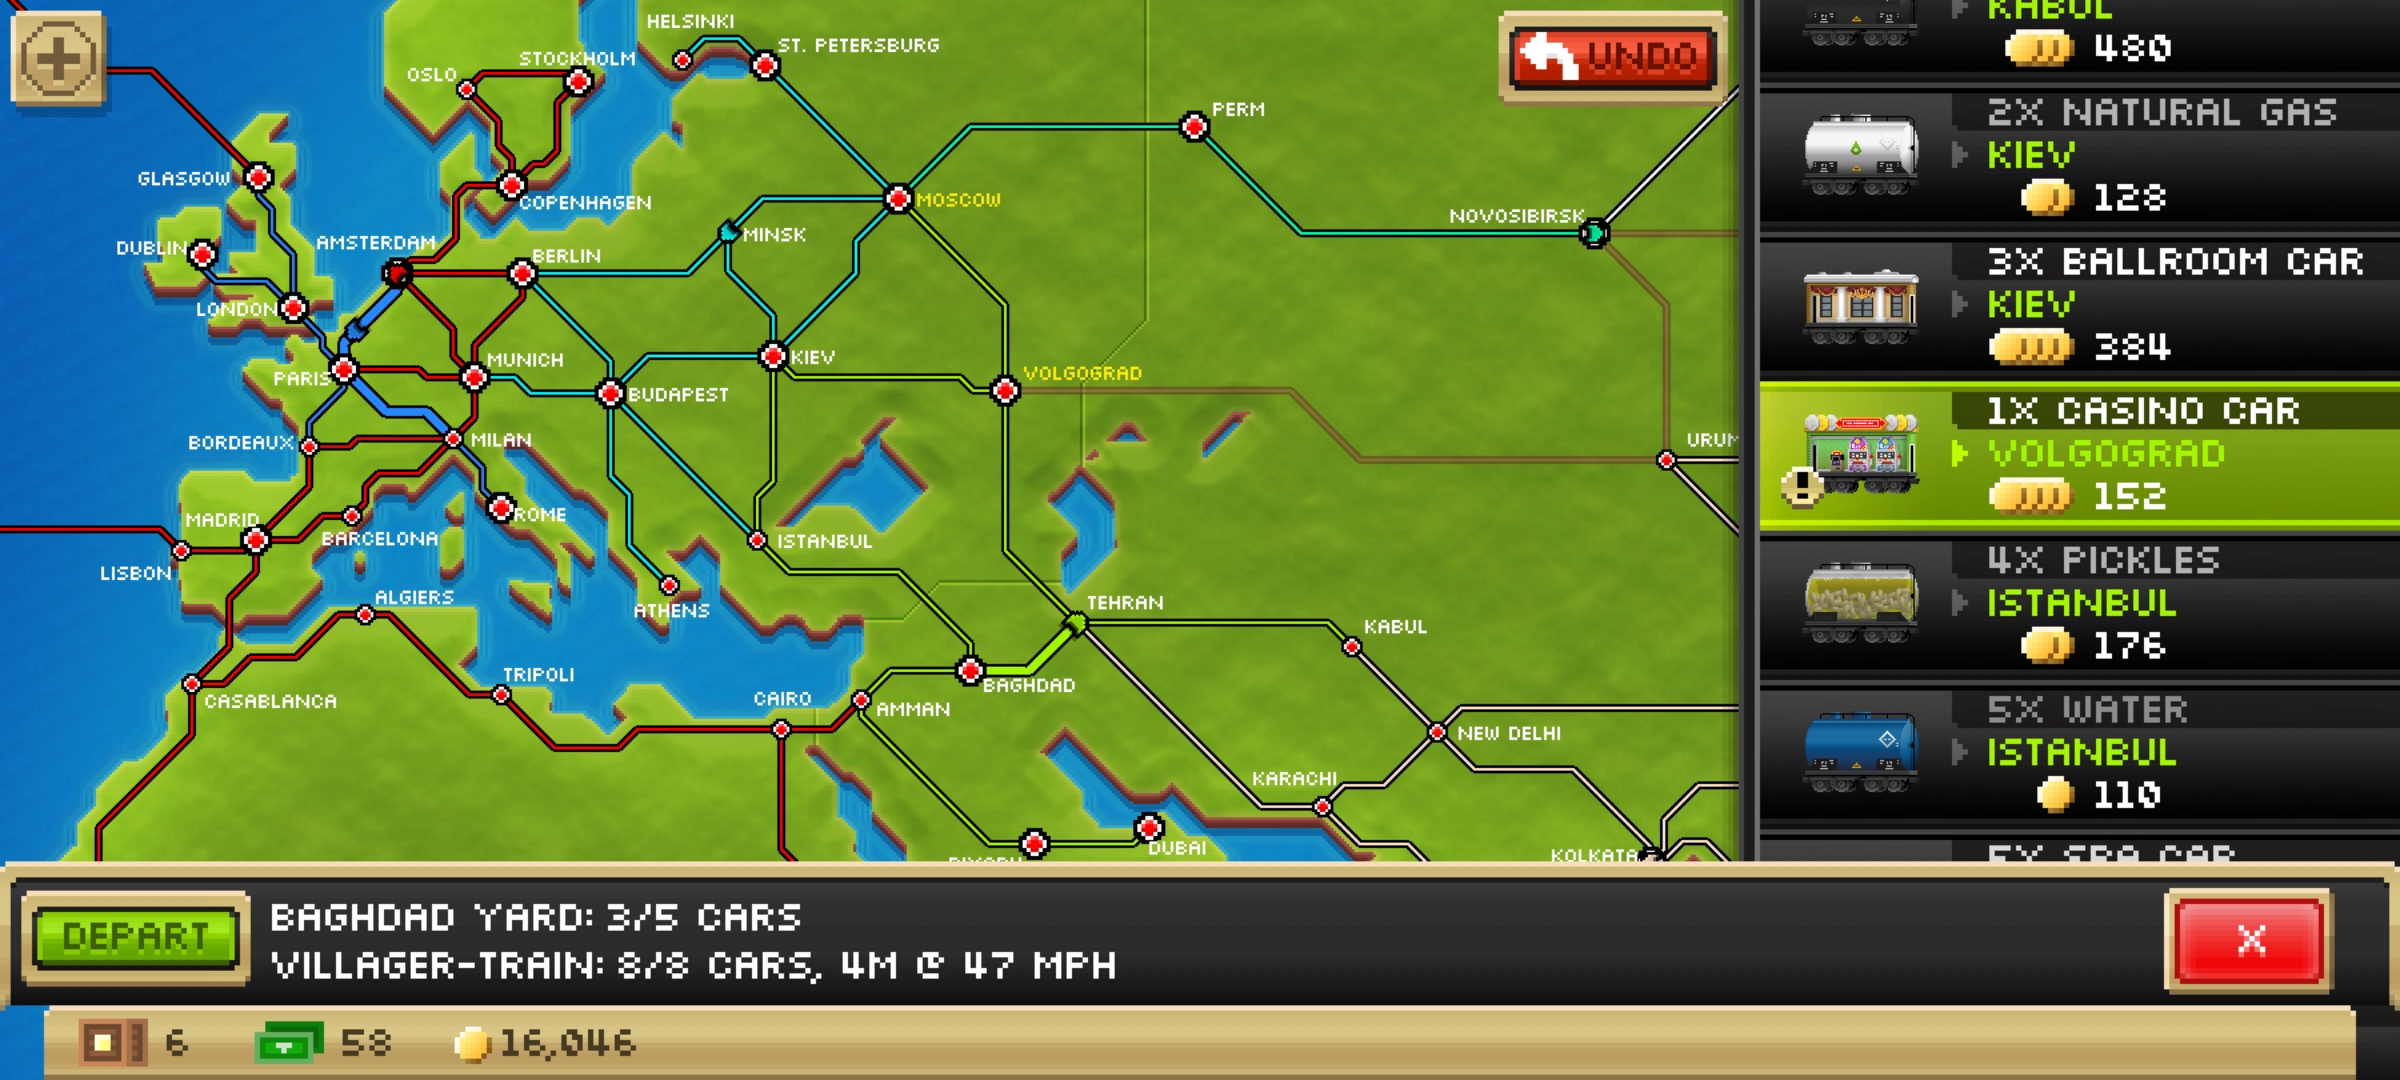 HELSINKI
ST. PETERSBURG
STOCKHOLM
OSLO
UNDO
PERM
GLASGOW
COPENHAGEN
MOSCOW
NOVOSIBIRSK
DUBLIN
AMSTERDAM
BERLIN
MINSK
LONDON
MUNICH
KIEV
PARIS
VOLGOGRAD
BUDAPEST
BORDEAUX
MILAN
URUM
MADRID
ROME
BARCELONA
ISTANBUL
LISBON
ALGIERS
ATHENS
TEHRAN
KABUL
TRIPOLI
CAIRO
BAGHDAD
CASABLANCA
AMMAN
NEW DELHI
KARACHI
DUBAI
KOLKATA
KABUL
480
2X NATURAL GAS
KIEV
128
3X BALLROOM CAR
KIEV
384
1X CASINO CAR
VOLGOGRAD
152
4X PICKLES
ISTANBUL
176
5X WATER
ISTANBUL
110
DEPART
BAGHDAD YARD: 3/5 CARS
VILLAGER-TRAIN: 8/8 CARS, 4M @ 47 MPH
X
6
58
16,046